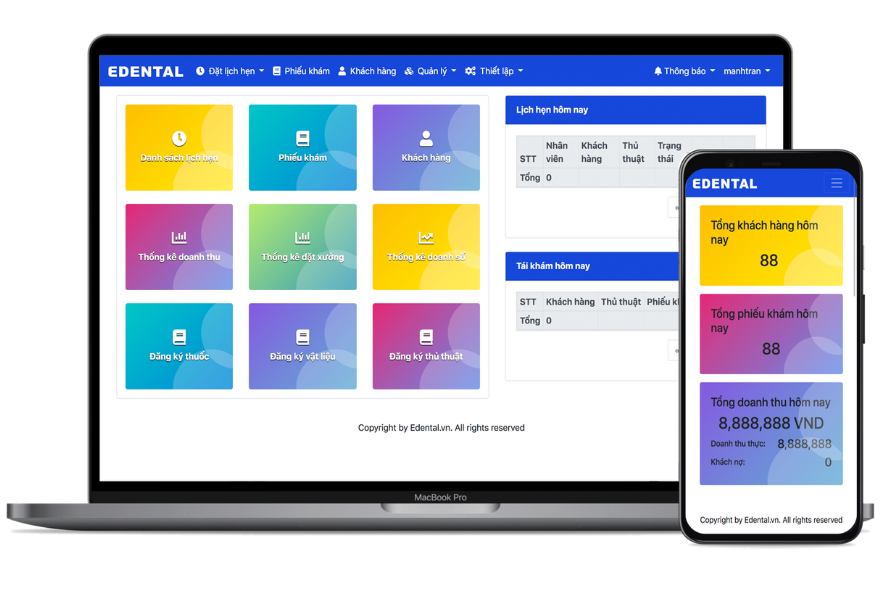 EDENTAL Đặt lịch hẹn Phiếu khám Khách hàng Quản lý Thiết lập Thông báo manhtran
Danh sách lịch hẹn
Phiếu khám
Khách hàng
Thống kê doanh thu
Thống kê đặt xưởng
Thống kê doanh số
Đăng ký thuốc
Đăng ký vật liệu
Đăng ký thủ thuật
Lịch hẹn hôm nay
STT Nhân viên Khách hàng Thủ thuật Trạng thái
Tổng 0
Tái khám hôm nay
STT Khách hàng Thủ thuật Phiếu
Tổng 0
Copyright by Edental.vn. All rights reserved
MacBook Pro
EDENTAL
Tổng khách hàng hôm
nay
88
Tổng phiếu khám hôm
nay
88
Tổng doanh thu hôm nay
8,888,888 VND
Doanh thu thực: 8,888,888
Khách nợ: 0
Copyright by Edental.vn. All rights reserved